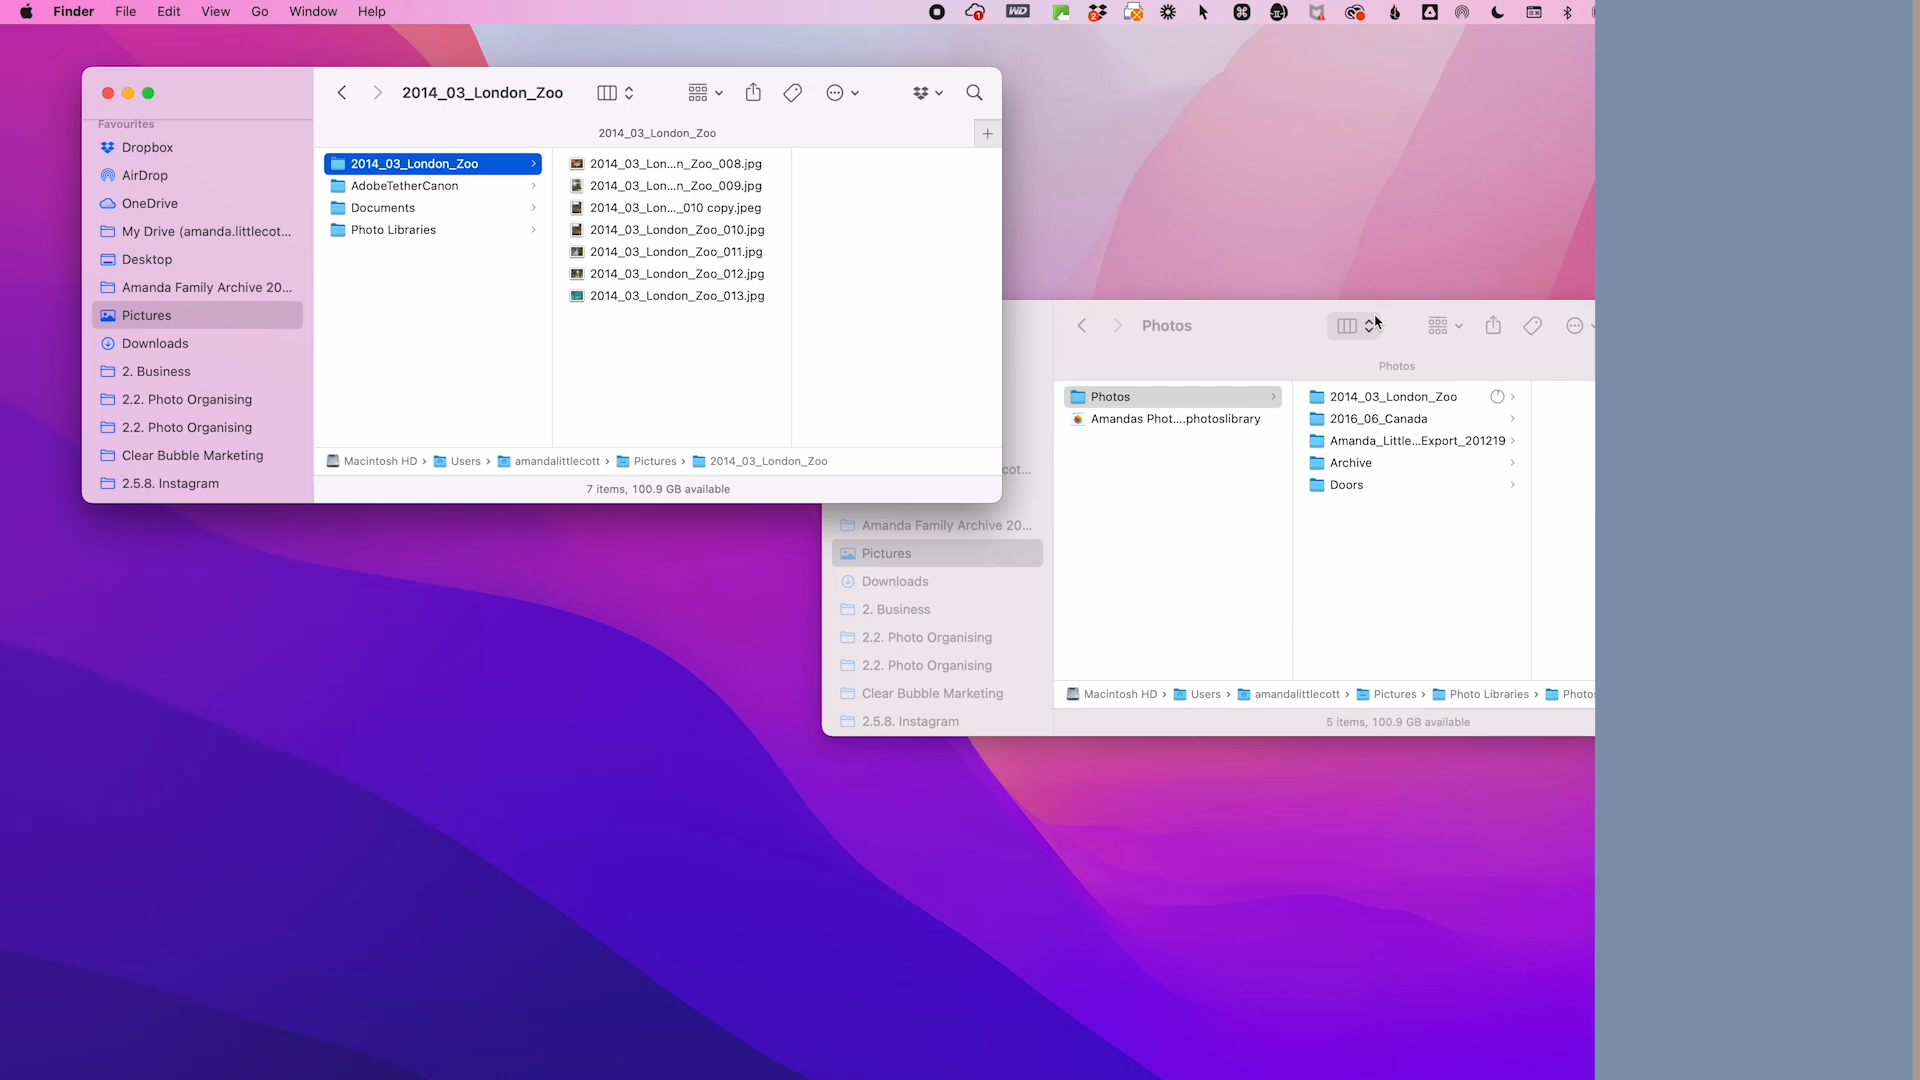 Finder File Edit View Go Window Help
2014_03_London_Zoo
2014_03_London_Zoo
Favourites
Dropbox
AirDrop
OneDrive
My Drive (amanda.littlecot...
Desktop
Amanda Family Archive 20...
Pictures
Downloads
2. Business
2.2. Photo Organising
2.2. Photo Organising
Clear Bubble Marketing
2.5.8. Instagram
2014_03_London_Zoo
AdobeTetherCanon
Documents
Photo Libraries
2014_03_Lon...n_Zoo_008.jpg
2014_03_Lon...n_Zoo_009.jpg
2014_03_Lon..._010 copy.jpeg
2014_03_London_Zoo_010.jpg
2014_03_London_Zoo_011.jpg
2014_03_London_Zoo_012.jpg
2014_03_London_Zoo_013.jpg
Macintosh HD › Users › amandalittlecott › Pictures › 2014_03_London_Zoo
7 items, 100.9 GB available
Photos
Photos
cot...
Amanda Family Archive 20...
Pictures
Downloads
2. Business
2.2. Photo Organising
2.2. Photo Organising
Clear Bubble Marketing
2.5.8. Instagram
Photos
Amandas Phot....photoslibrary
2014_03_London_Zoo
2016_06_Canada
Amanda_Little...Export_201219
Archive
Doors
Macintosh HD › Users › amandalittlecott › Pictures › Photo Libraries › Photos
5 items, 100.9 GB available